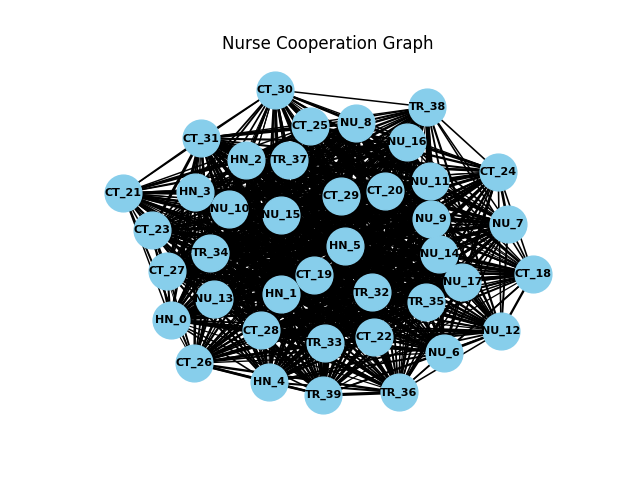 Nurse Cooperation Graph
CT_30
TR_38
CT_25
NU_8
CT_31
NU_16
HN_2
TR_37
CT_24
NU_11
CT_21
HN_3
CT_29
CT_20
NU_10
NU_15
NU_9
NU_7
CT_23
HN_5
TR_34
NU_14
CT_27
CT_19
CT_18
NU_17
HN_1
TR_32
NU_13
TR_35
HN_0
CT_28
NU_12
TR_33
CT_22
NU_6
CT_26
HN_4
TR_39
TR_36